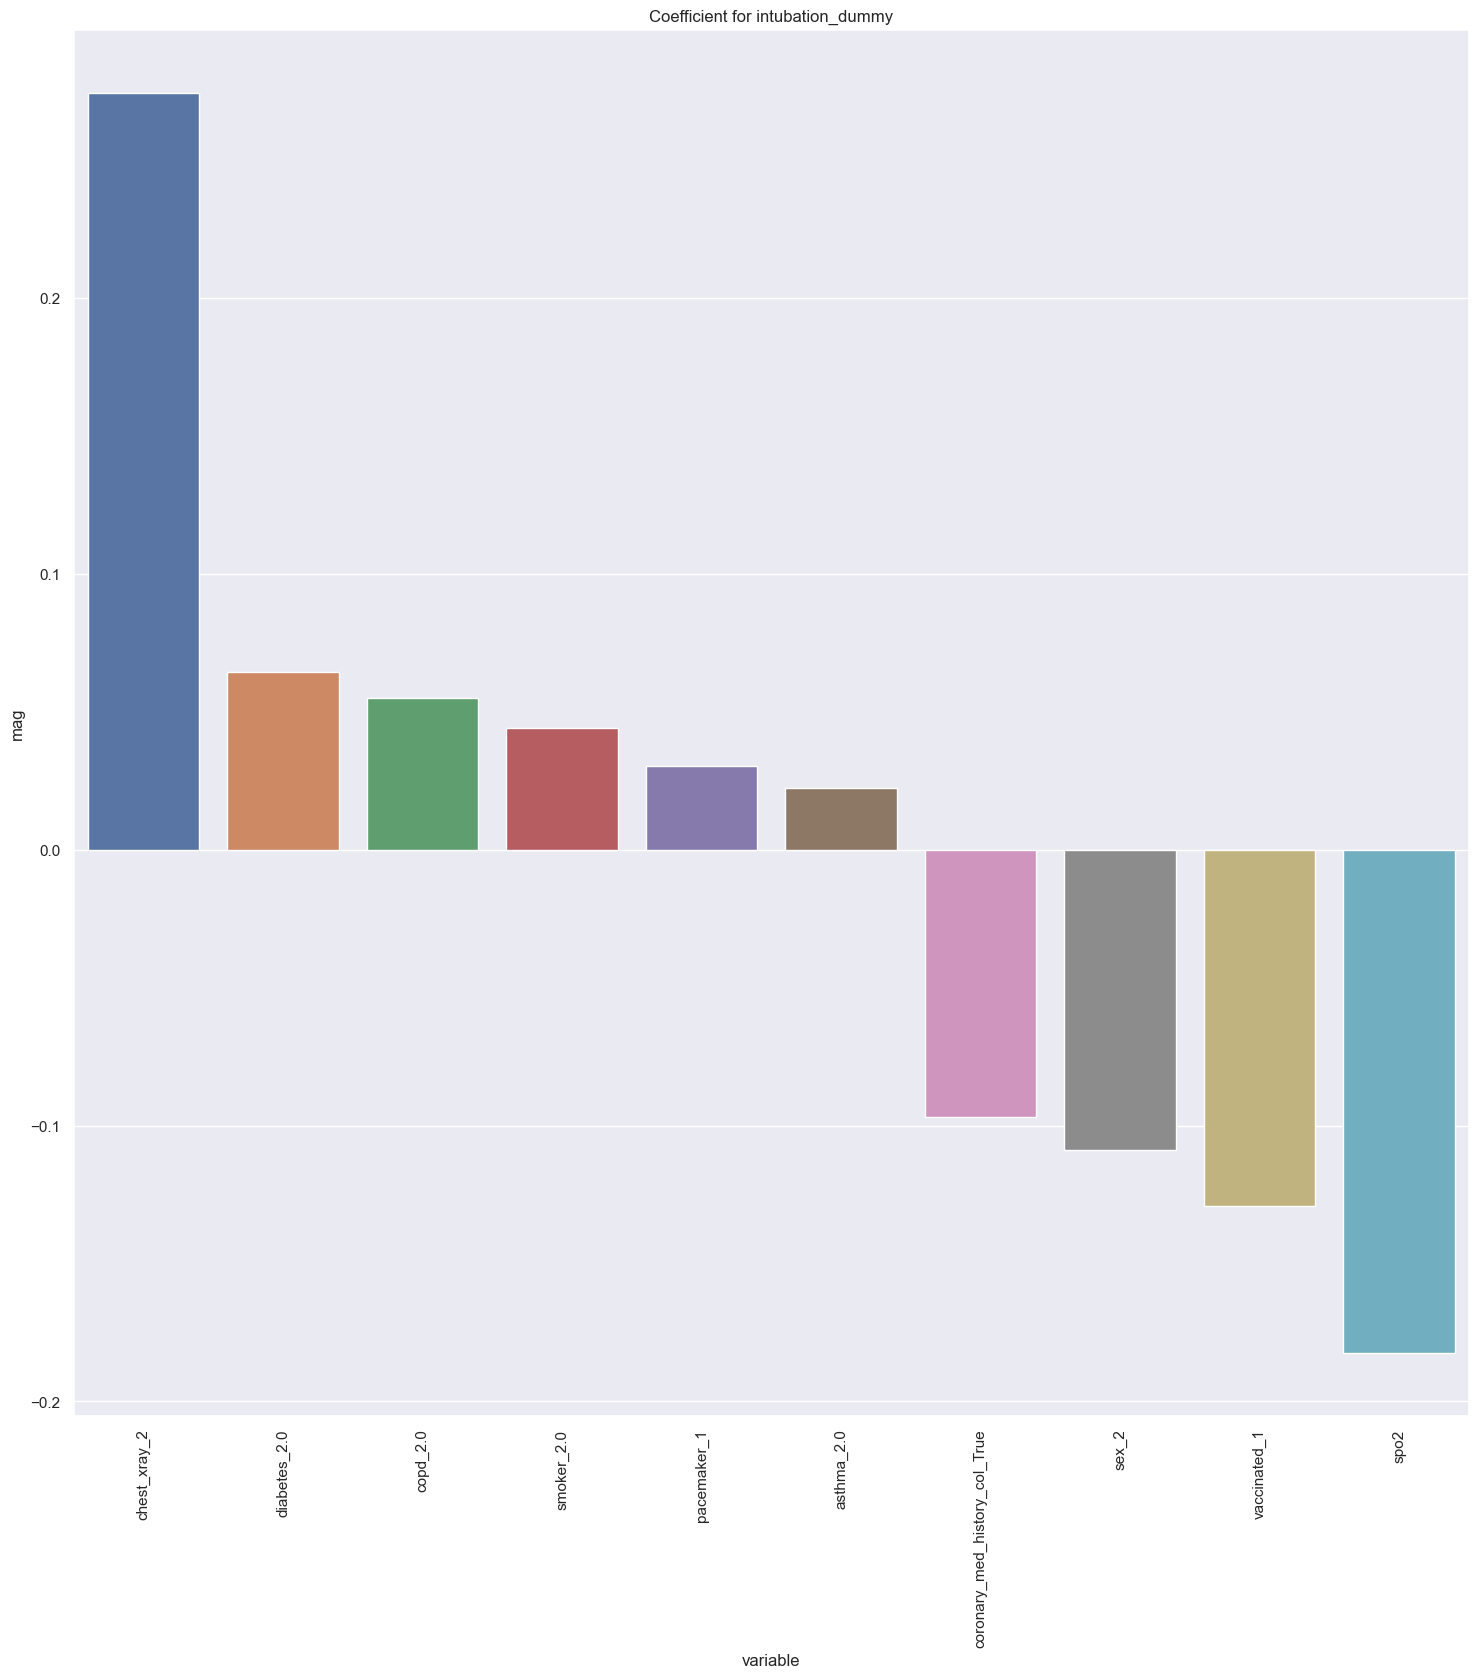 Coefficient for intubation_dummy
mag
0.2
0.1
0.0
−0.1
−0.2
chest_xray_2
diabetes_2.0
copd_2.0
smoker_2.0
pacemaker_1
asthma_2.0
coronary_med_history_col_True
sex_2
vaccinated_1
spo2
variable